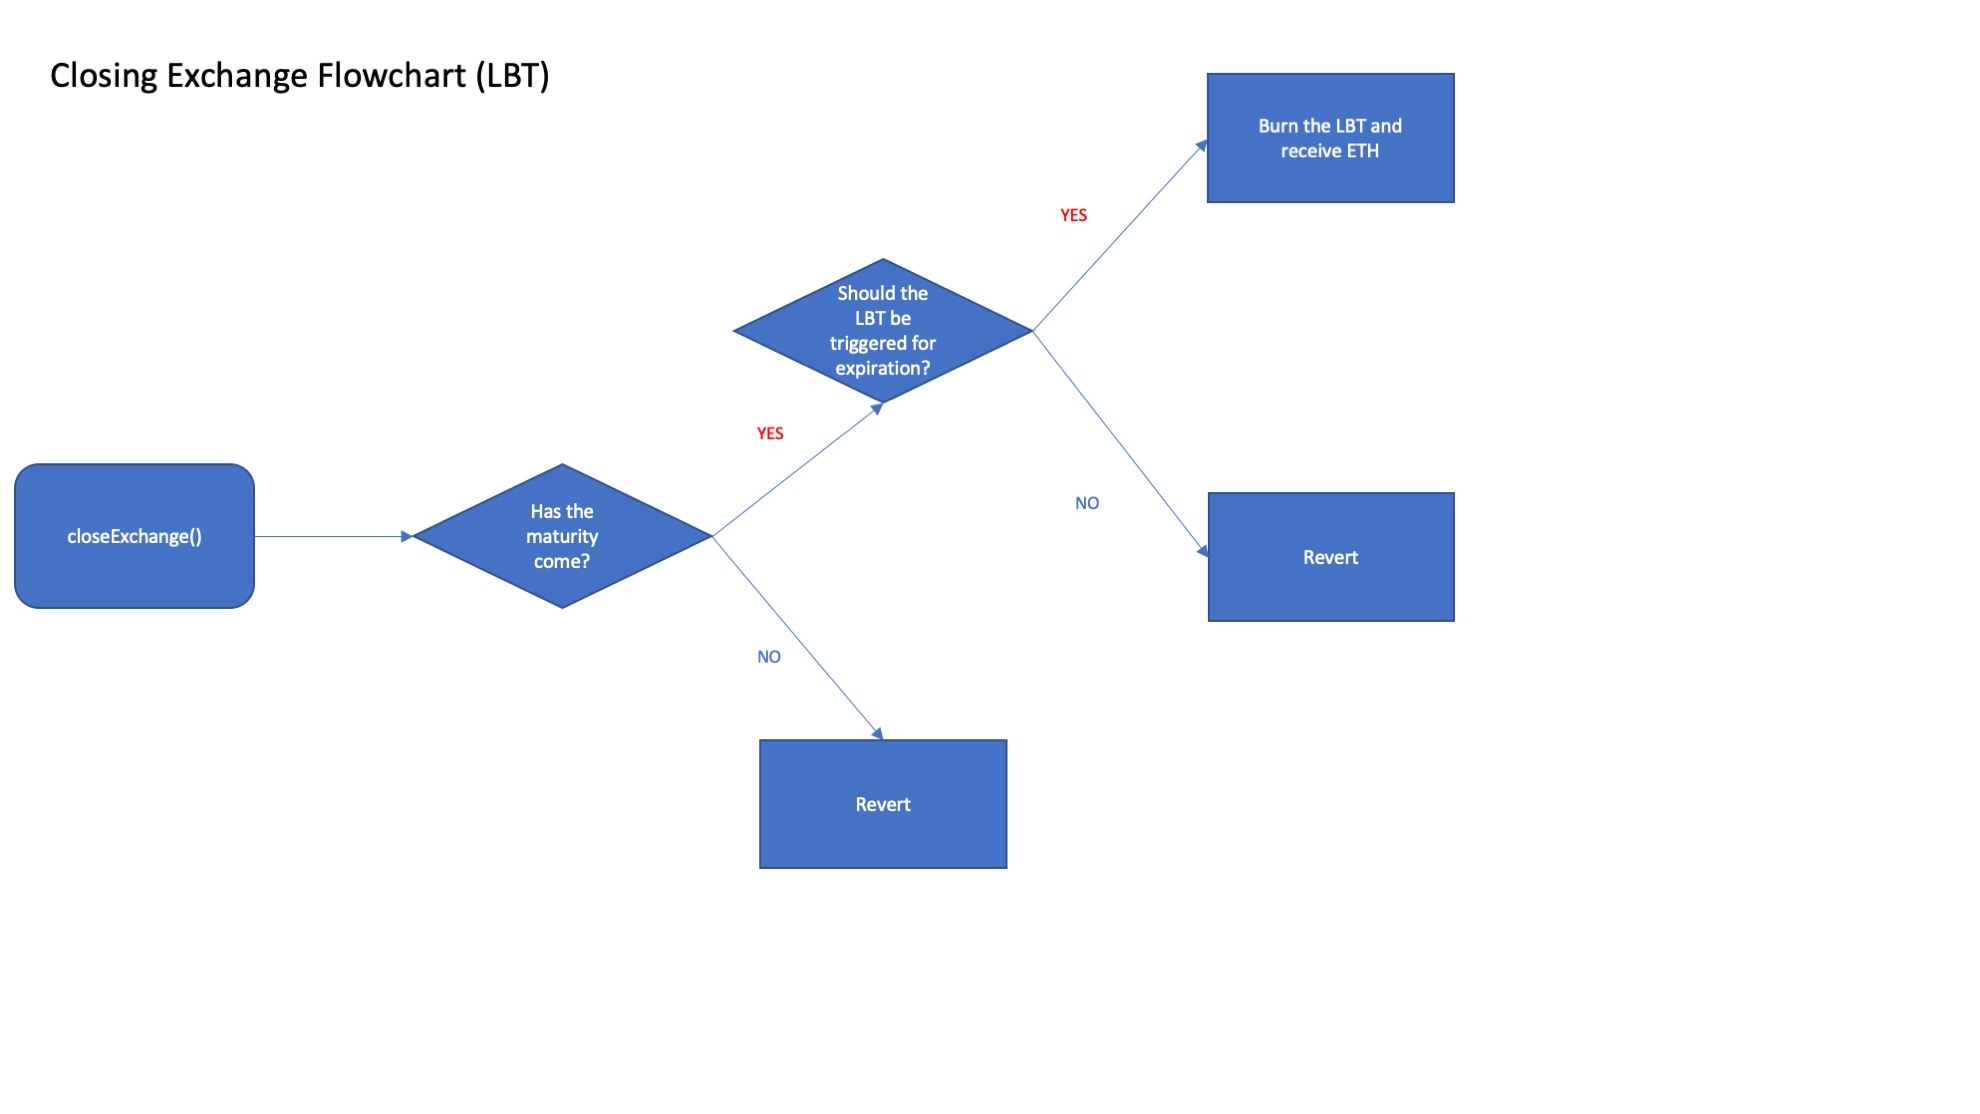 Closing Exchange Flowchart (LBT)
Burn the LBT and
receive ETH
YES
Should the
LBT be
triggered for
expiration?
YES
NO
closeExchange()
Has the
maturity
come?
Revert
NO
Revert